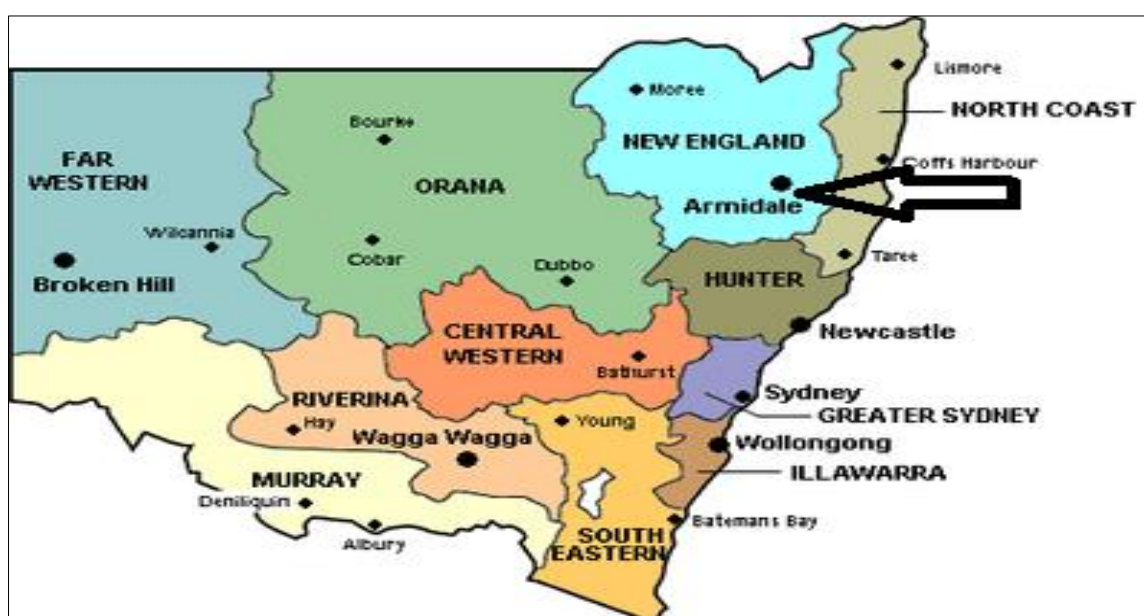 Lismore
Moree
NORTH COAST
Bourke
NEW ENGLAND
FAR
WESTERN
Coffs Harbour
ORANA
Armidale
Wilcannia
Cobar
Dubbo
Taree
HUNTER
Broken Hill
CENTRAL
WESTERN
Newcastle
Bathurst
Sydney
RIVERINA
GREATER SYDNEY
Hay
Young
Wagga Wagga
Wollongong
MURRAY
ILLAWARRA
Deniliquin
Batemans Bay
Albury
SOUTH
EASTERN